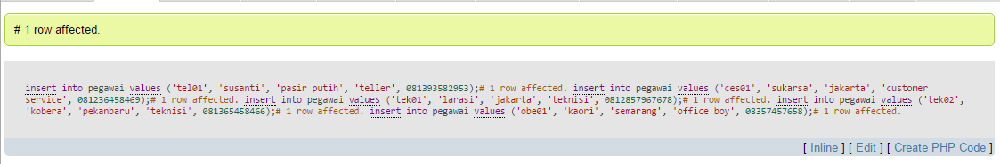 # 1 row affected.
insert into pegawai values ('tel01', 'susanti', 'pasir putih', 'teller', 081393582953);# 1 row affected. insert into pegawai values ('ces01', 'sukarsa', 'jakarta', 'customer
service', 081236458469);# 1 row affected. insert into pegawai values ('tek01', 'larasi', 'jakarta', 'teknisi', 0812857967678);# 1 row affected. insert into pegawai values ('tek02',
'kobera', 'pekanbaru', 'teknisi', 081365458466);# 1 row affected. insert into pegawai values ('obe01', 'kaori', 'semarang', 'office boy', 08357457658);# 1 row affected.
[ Inline ] [ Edit ] [ Create PHP Code ]